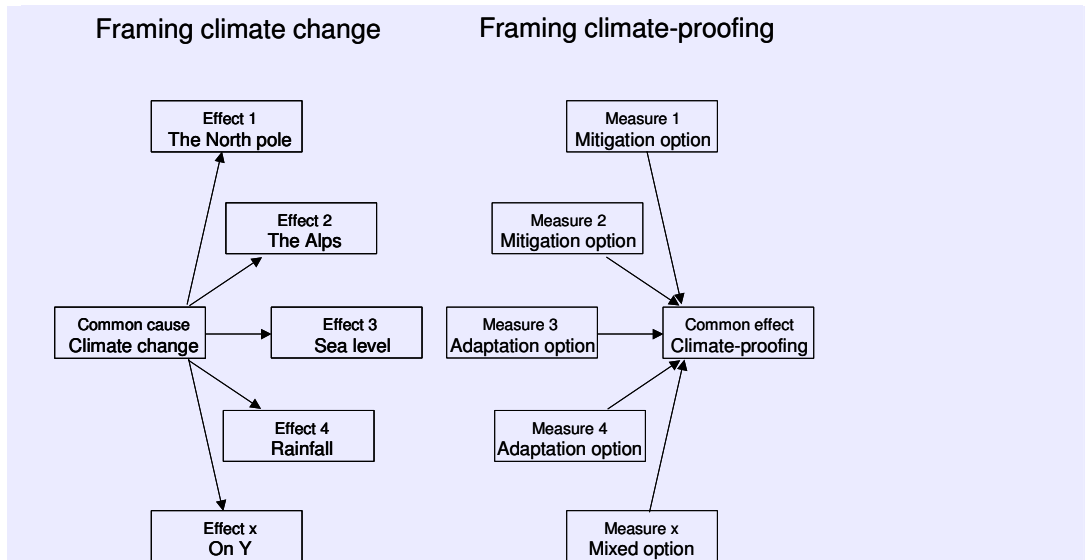 Framing climate change
Framing climate-proofing
Effect 1
The North pole
Effect 2
The Alps
Common cause
Climate change
Effect 3
Sea level
Effect 4
Rainfall
Effect x
On Y
Measure 1
Mitigation option
Measure 2
Mitigation option
Measure 3
Adaptation option
Common effect
Climate-proofing
Measure 4
Adaptation option
Measure x
Mixed option